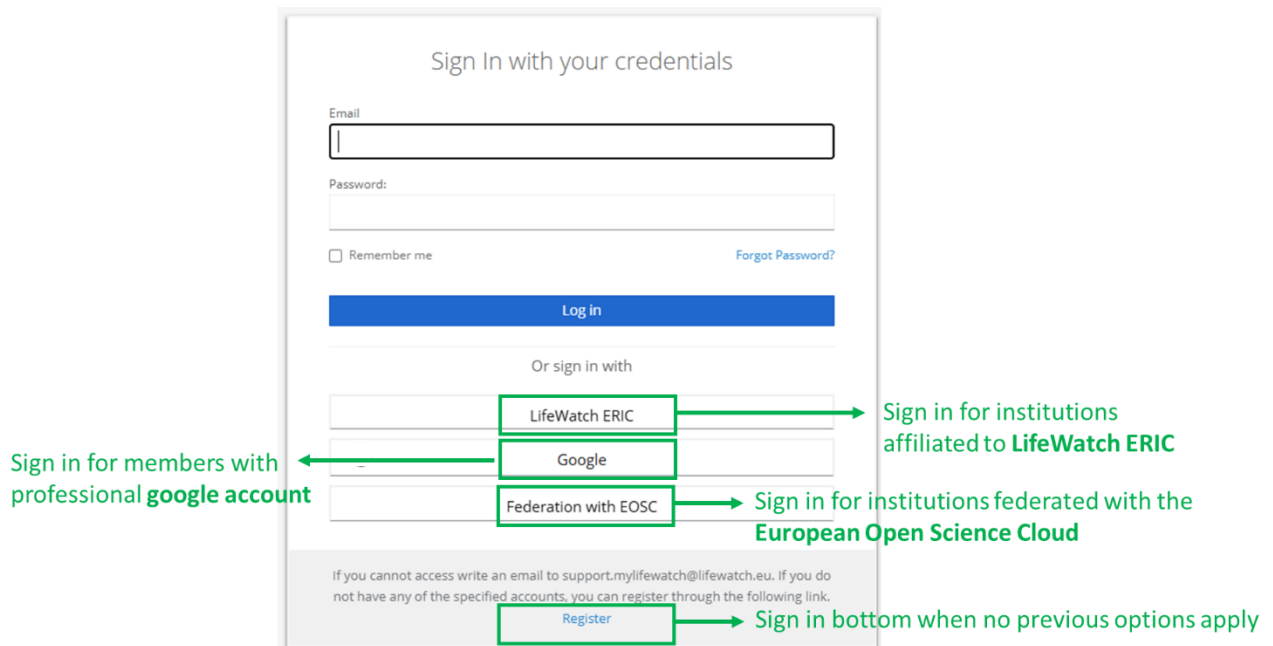 Sign In with your credentials
Email
Password:
Remember me
Forgot Password?
Log in
Or sign in with
LifeWatch ERIC
Sign in for institutions
affiliated to LifeWatch ERIC
Google
Sign in for members with
professional google account
Federation with EOSC
Sign in for institutions federated with the
European Open Science Cloud
If you cannot access write an email to support.mylifewatch@lifewatch.eu. If you do
not have any of the specified accounts, you can register through the following link.
Register
Sign in bottom when no previous options apply